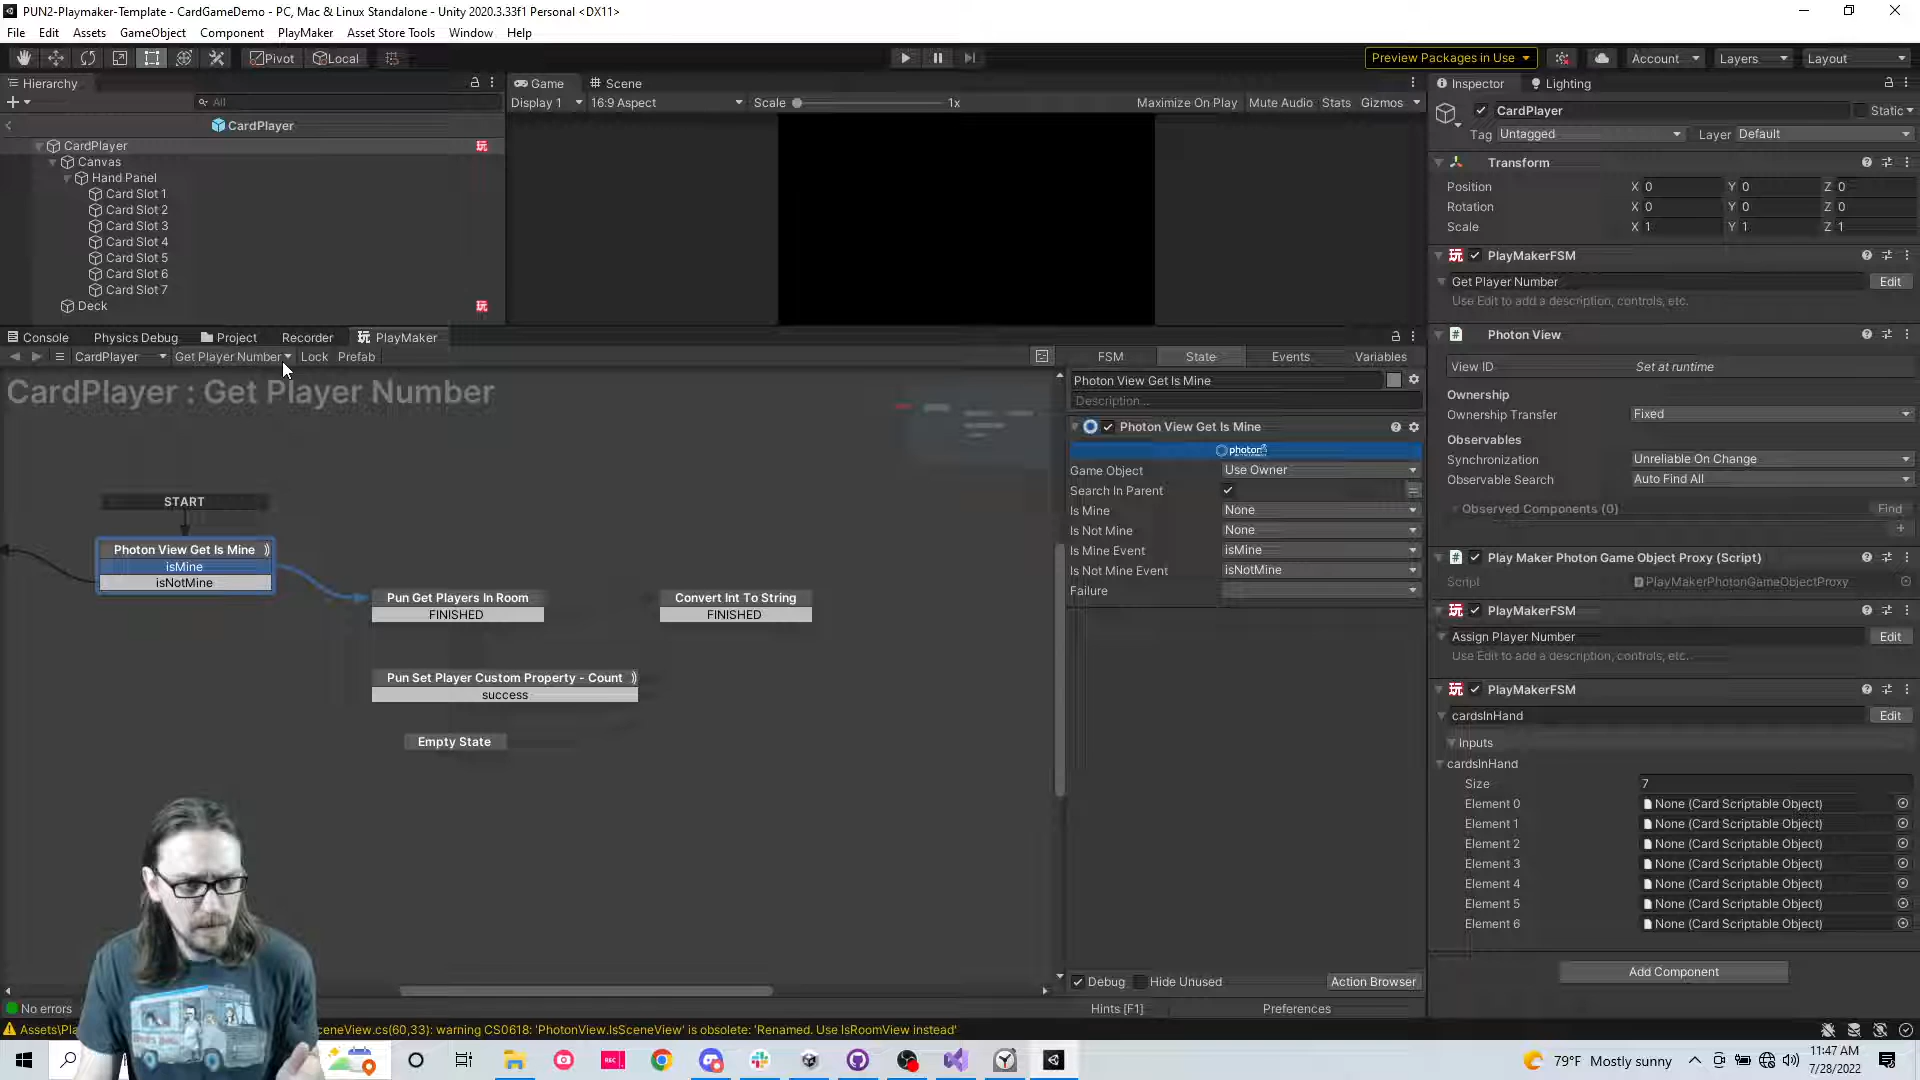 PUN2-Playmaker-Template - CardGameDemo - PC, Mac & Linux Standalone - Unity 2020.3.33f1 Personal <DX11>
File Edit Assets GameObject Component PlayMaker Asset Store Tools Window Help
Pivot Local Preview Packages in Use Account Layers Layout
Hierarchy Game Scene Inspector Lighting
All Display 1 16:9 Aspect Scale 1x Maximize On Play Mute Audio Stats Gizmos
CardPlayer
CardPlayer
Canvas
Hand Panel
Card Slot 1
Card Slot 2
Card Slot 3
Card Slot 4
Card Slot 5
Card Slot 6
Card Slot 7
Deck
Console Physics Debug Project Recorder PlayMaker
CardPlayer Get Player Number Lock Prefab
CardPlayer : Get Player Number
START
Photon View Get Is Mine
isMine
isNotMine
Pun Get Players In Room
FINISHED
Convert Int To String
FINISHED
Pun Set Player Custom Property - Count
success
Empty State
FSM State Events Variables
Photon View Get Is Mine
Description...
Photon View Get Is Mine
photon
Game Object Use Owner
Search In Parent
Is Mine None
Is Not Mine None
Is Mine Event isMine
Is Not Mine Event isNotMine
Failure
Debug Hide Unused Action Browser
Hints [F1] Preferences
CardPlayer Static
Tag Untagged Layer Default
Transform
Position X 0 Y 0 Z 0
Rotation X 0 Y 0 Z 0
Scale X 1 Y 1 Z 1
PlayMakerFSM
Get Player Number Edit
Use Edit to add a description, controls, etc.
Photon View
View ID Set at runtime
Ownership
Ownership Transfer Fixed
Observables
Synchronization Unreliable On Change
Observable Search Auto Find All
Observed Components (0) Find
Play Maker Photon Game Object Proxy (Script)
Script PlayMakerPhotonGameObjectProxy
PlayMakerFSM
Assign Player Number Edit
Use Edit to add a description, controls, etc.
PlayMakerFSM
cardsInHand Edit
Inputs
cardsInHand
Size 7
Element 0 None (Card Scriptable Object)
Element 1 None (Card Scriptable Object)
Element 2 None (Card Scriptable Object)
Element 3 None (Card Scriptable Object)
Element 4 None (Card Scriptable Object)
Element 5 None (Card Scriptable Object)
Element 6 None (Card Scriptable Object)
Add Component
No errors
Assets\Pla ceneView.cs(60,33): warning CS0618: 'PhotonView.IsSceneView' is obsolete: 'Renamed. Use IsRoomView instead'
REC 79°F Mostly sunny 11:47 AM
7/28/2022